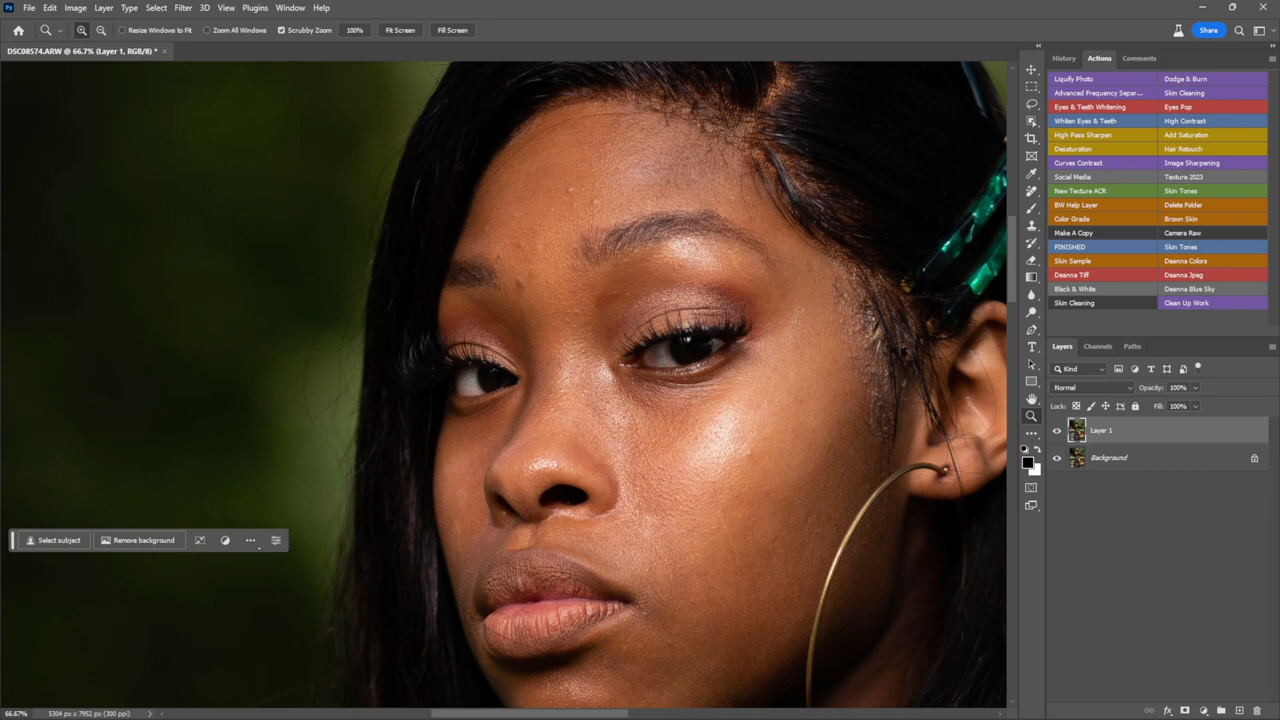 Ps File Edit Image Layer Type Select Filter 3D View Plugins Window Help
Resize Windows to Fit Zoom All Windows Scrubby Zoom 100% Fit Screen Fill Screen Share
DSC08574.ARW @ 66.7% (Layer 1, RGB/8) * ×
History Actions Comments
Liquify Photo Dodge & Burn
Advanced Frequency Separ... Skin Cleaning
Eyes & Teeth Whitening Eyes Pop
Whiten Eyes & Teeth High Contrast
High Pass Sharpen Add Saturation
Desaturation Hair Retouch
Curves Contrast Image Sharpening
Social Media Texture 2023
New Texture ACR Skin Tones
BW Help Layer Delete Folder
Color Grade Brown Skin
Make A Copy Camera Raw
FINISHED Skin Tones
Skin Sample Deanna Colors
Deanna Tiff Deanna Jpeg
Black & White Deanna Blue Sky
Skin Cleaning Clean Up Work
Layers Channels Paths
Kind
Normal Opacity: 100%
Lock: Fill: 100%
Layer 1
Background
Select subject Remove background
66.67% 5304 px x 7952 px (300 ppi)